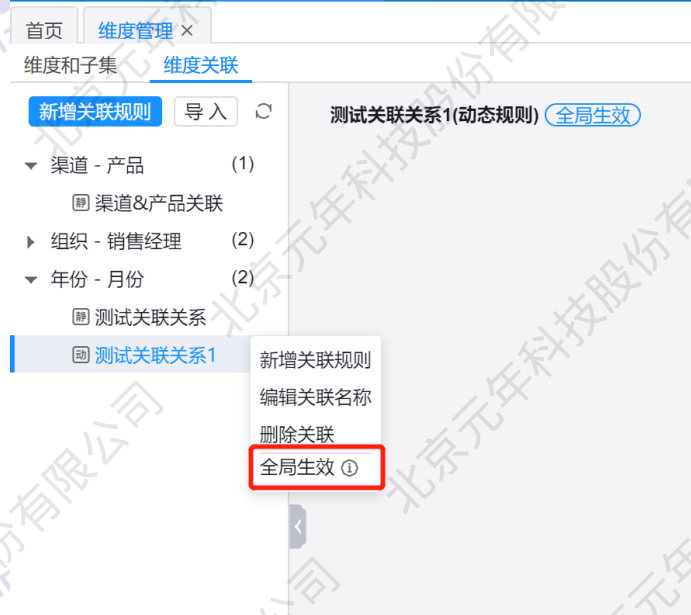 首页 维度管理 ×
维度和子集 维度关联
新增关联规则 导入
测试关联关系1(动态规则) 全局生效
渠道 - 产品 (1)
静 渠道&产品关联
组织 - 销售经理 (2)
年份 - 月份 (2)
静 测试关联关系
动 测试关联关系1
新增关联规则
编辑关联名称
删除关联
全局生效
北京元年科技股份有限公司